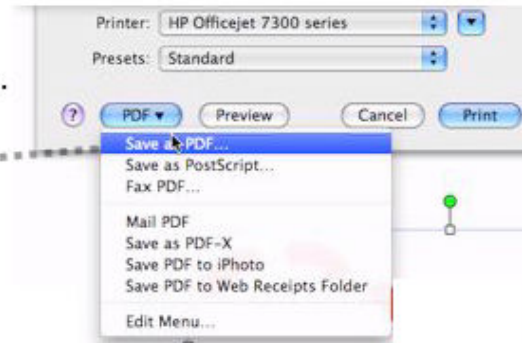 Printer: HP Officejet 7300 series
Presets: Standard
? PDF ▼ Preview Cancel Print
Save as PDF...
Save as PostScript...
Fax PDF...
Mail PDF
Save as PDF-X
Save PDF to iPhoto
Save PDF to Web Receipts Folder
Edit Menu...